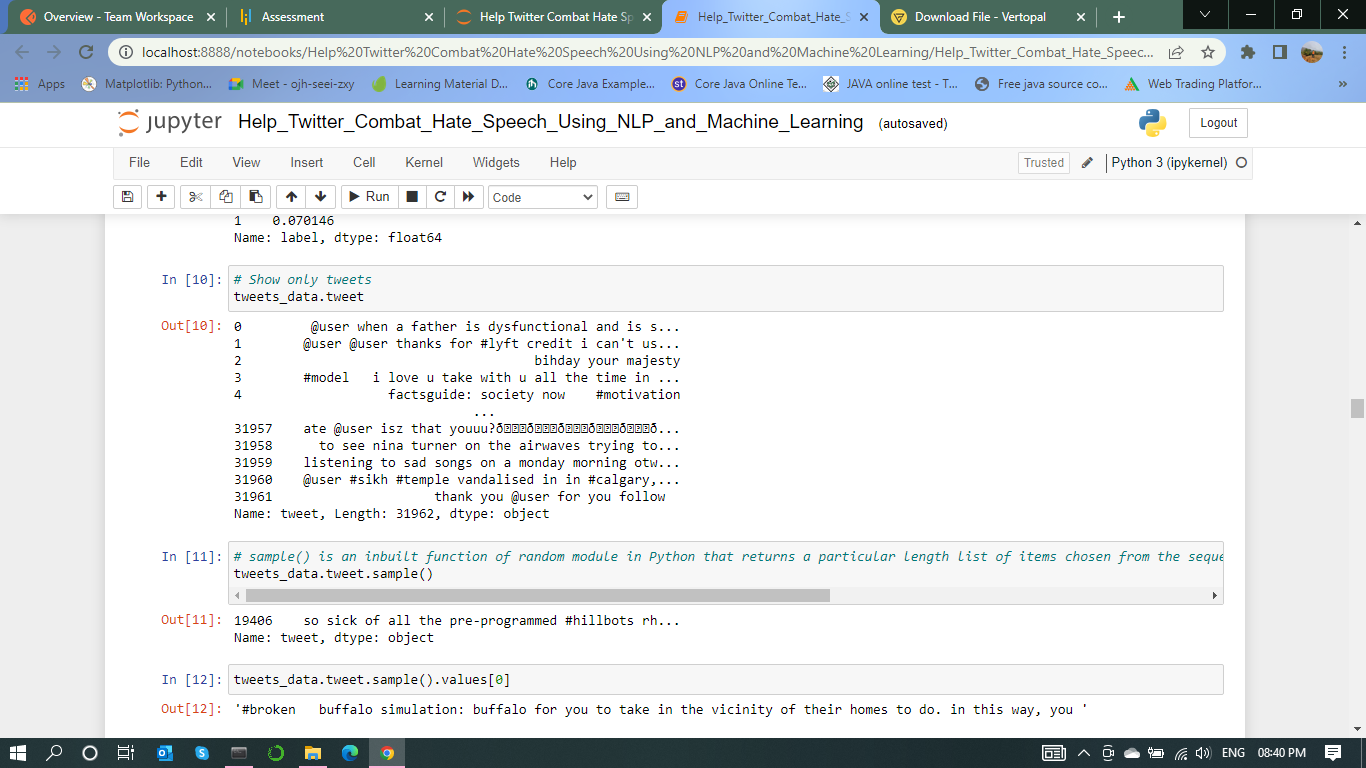 Overview - Team Workspace
Assessment
Help Twitter Combat Hate Sp
Help_Twitter_Combat_Hate_S
Download File - Vertopal
localhost:8888/notebooks/Help%20Twitter%20Combat%20Hate%20Speech%20Using%20NLP%20and%20Machine%20Learning/Help_Twitter_Combat_Hate_Speec...
Apps
Matplotlib: Python...
Meet - ojh-seei-zxy
Learning Material D...
Core Java Example...
Core Java Online Te...
JAVA online test - T...
Free java source co...
Web Trading Platfor...
»
jupyter Help_Twitter_Combat_Hate_Speech_Using_NLP_and_Machine_Learning (autosaved)
Logout
File Edit View Insert Cell Kernel Widgets Help
Trusted
Python 3 (ipykernel)
Run
Code
1    0.070146
Name: label, dtype: float64
In [10]: # Show only tweets
tweets_data.tweet
Out[10]: 0         @user when a father is dysfunctional and is s...
1        @user @user thanks for #lyft credit i can't us...
2                                      bihday your majesty
3        #model   i love u take with u all the time in ...
4                   factsguide: society now    #motivation
...
31957    ate @user isz that youuu?ð ð ð ð ð ð...
31958      to see nina turner on the airwaves trying to...
31959    listening to sad songs on a monday morning otw...
31960    @user #sikh #temple vandalised in in #calgary,...
31961                     thank you @user for you follow
Name: tweet, Length: 31962, dtype: object
In [11]: # sample() is an inbuilt function of random module in Python that returns a particular length list of items chosen from the seque
tweets_data.tweet.sample()
Out[11]: 19406    so sick of all the pre-programmed #hillbots rh...
Name: tweet, dtype: object
In [12]: tweets_data.tweet.sample().values[0]
Out[12]: '#broken   buffalo simulation: buffalo for you to take in the vicinity of their homes to do. in this way, you '
ENG 08:40 PM